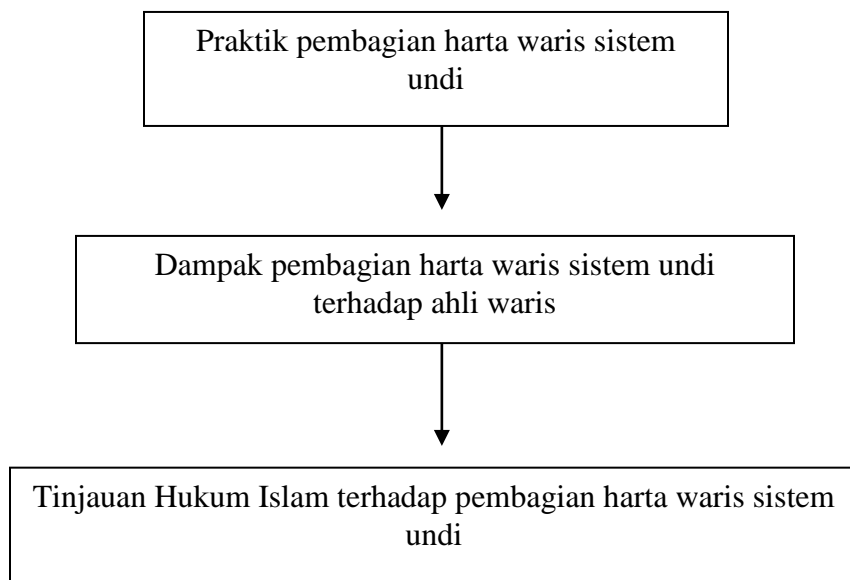 Praktik pembagian harta waris sistem
undi
Dampak pembagian harta waris sistem undi
terhadap ahli waris
Tinjauan Hukum Islam terhadap pembagian harta waris sistem
undi